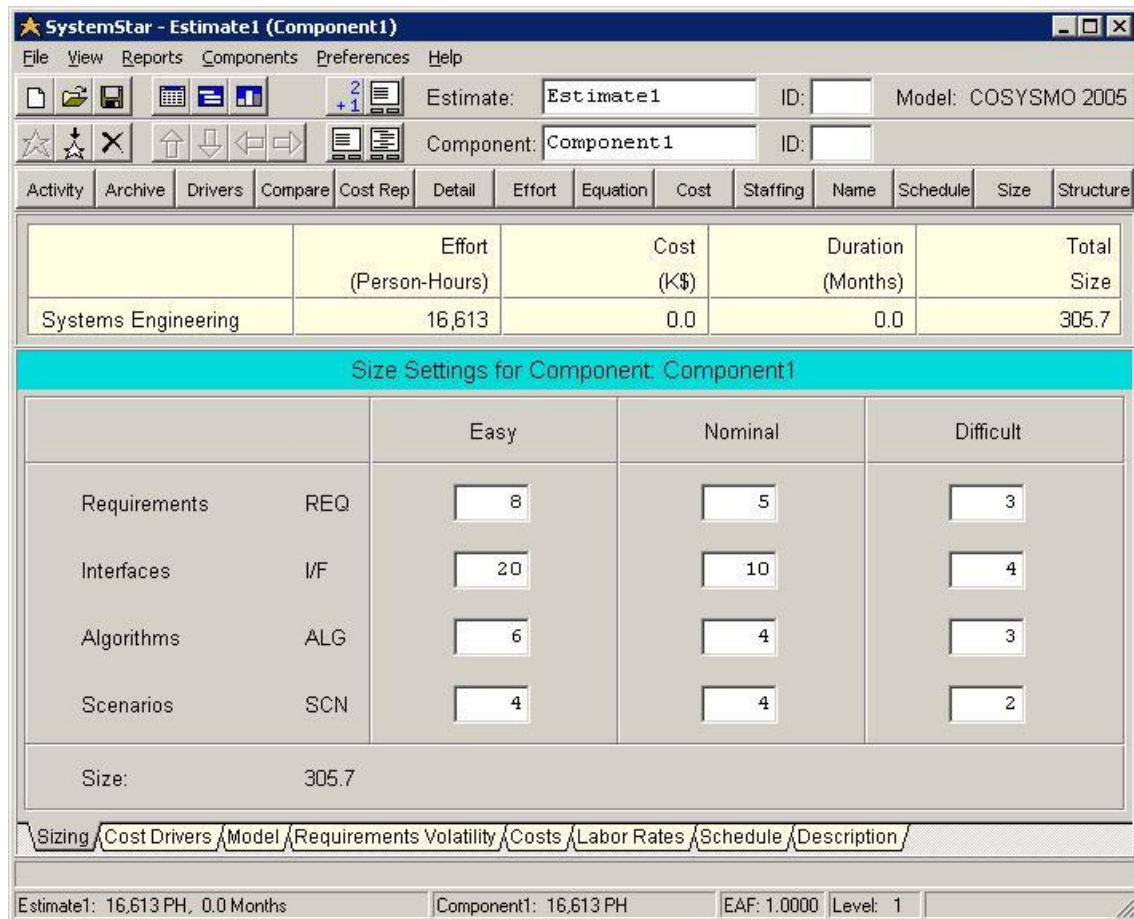 SystemStar - Estimate1 (Component1)
File View Reports Components Preferences Help
2 +1 Estimate: Estimate1 ID: Model: COSYSMO 2005
Component: Component1 ID:
Activity Archive Drivers Compare Cost Rep Detail Effort Equation Cost Staffing Name Schedule Size Structure
Effort Cost Duration Total
(Person-Hours) (K$) (Months) Size
Systems Engineering 16,613 0.0 0.0 305.7
Size Settings for Component: Component1
Easy Nominal Difficult
Requirements REQ 8 5 3
Interfaces I/F 20 10 4
Algorithms ALG 6 4 3
Scenarios SCN 4 4 2
Size: 305.7
Sizing Cost Drivers Model Requirements Volatility Costs Labor Rates Schedule Description
Estimate1: 16,613 PH, 0.0 Months Component1: 16,613 PH EAF: 1.0000 Level: 1